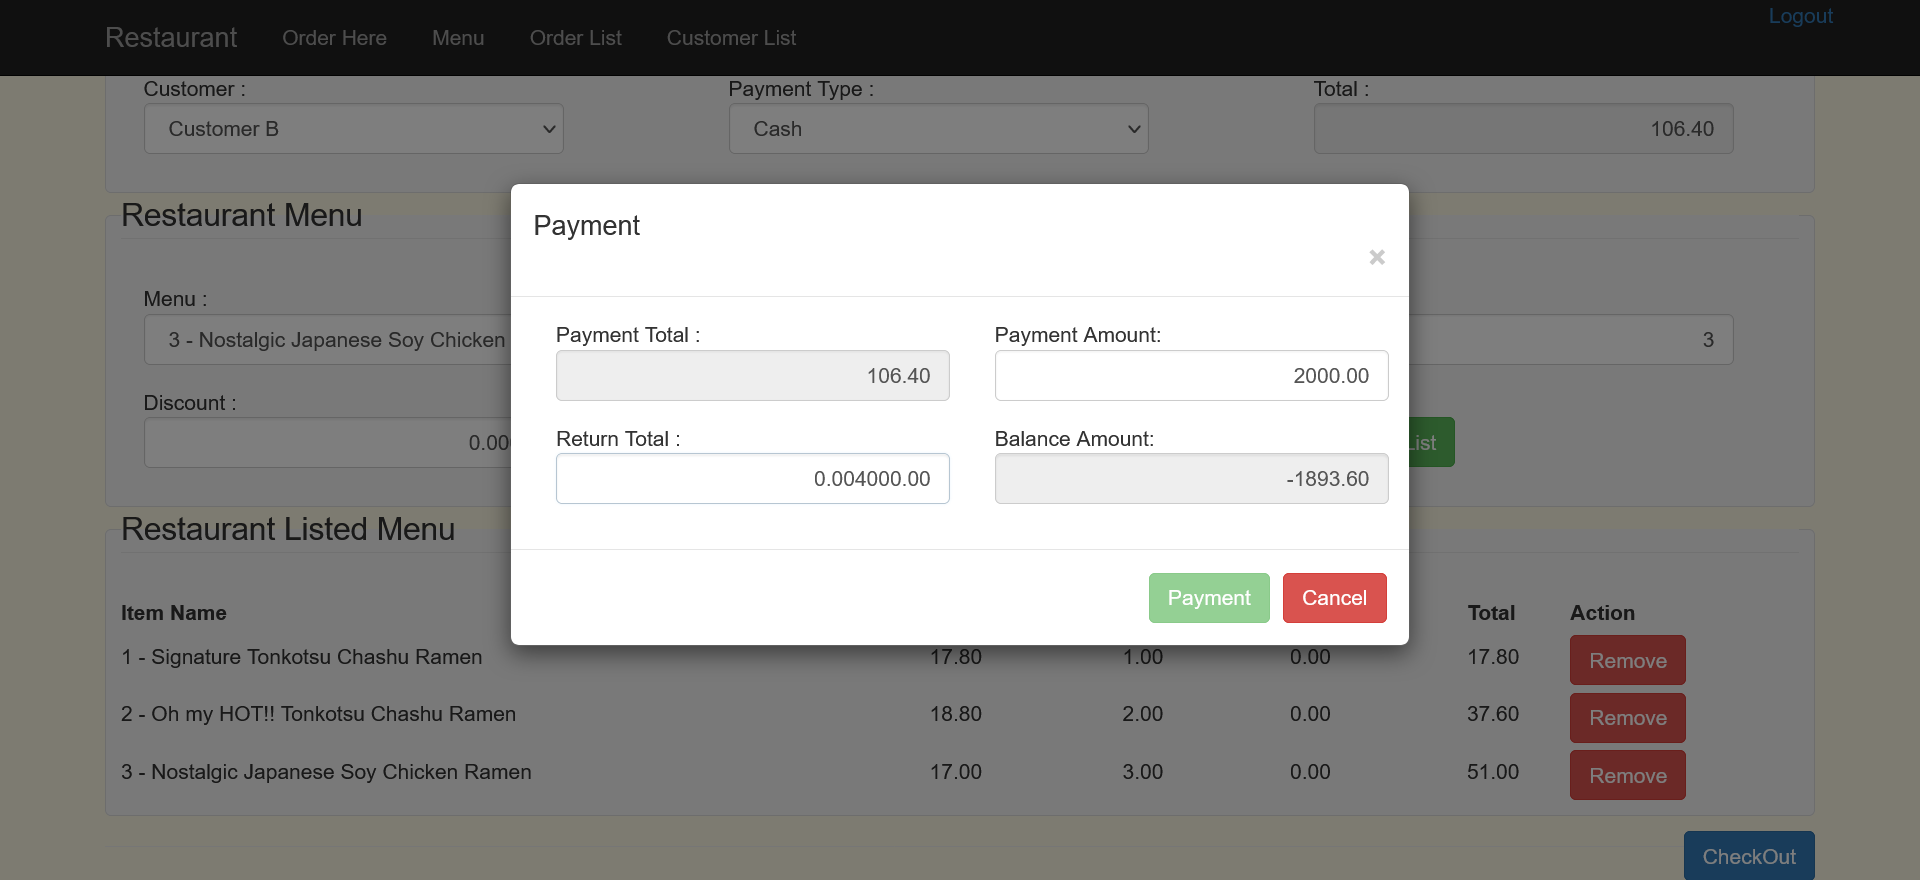 Restaurant Order Here Menu Order List Customer List Logout
Customer : Payment Type : Total :
Customer B Cash 106.40
Restaurant Menu
Menu :
3 - Nostalgic Japanese Soy Chicken 3
Discount :
0.00 List
Payment
×
Payment Total : Payment Amount:
106.40 2000.00
Return Total : Balance Amount:
0.004000.00 -1893.60
Payment Cancel
Restaurant Listed Menu
Item Name Total Action
1 - Signature Tonkotsu Chashu Ramen 17.80 1.00 0.00 17.80 Remove
2 - Oh my HOT!! Tonkotsu Chashu Ramen 18.80 2.00 0.00 37.60 Remove
3 - Nostalgic Japanese Soy Chicken Ramen 17.00 3.00 0.00 51.00 Remove
CheckOut